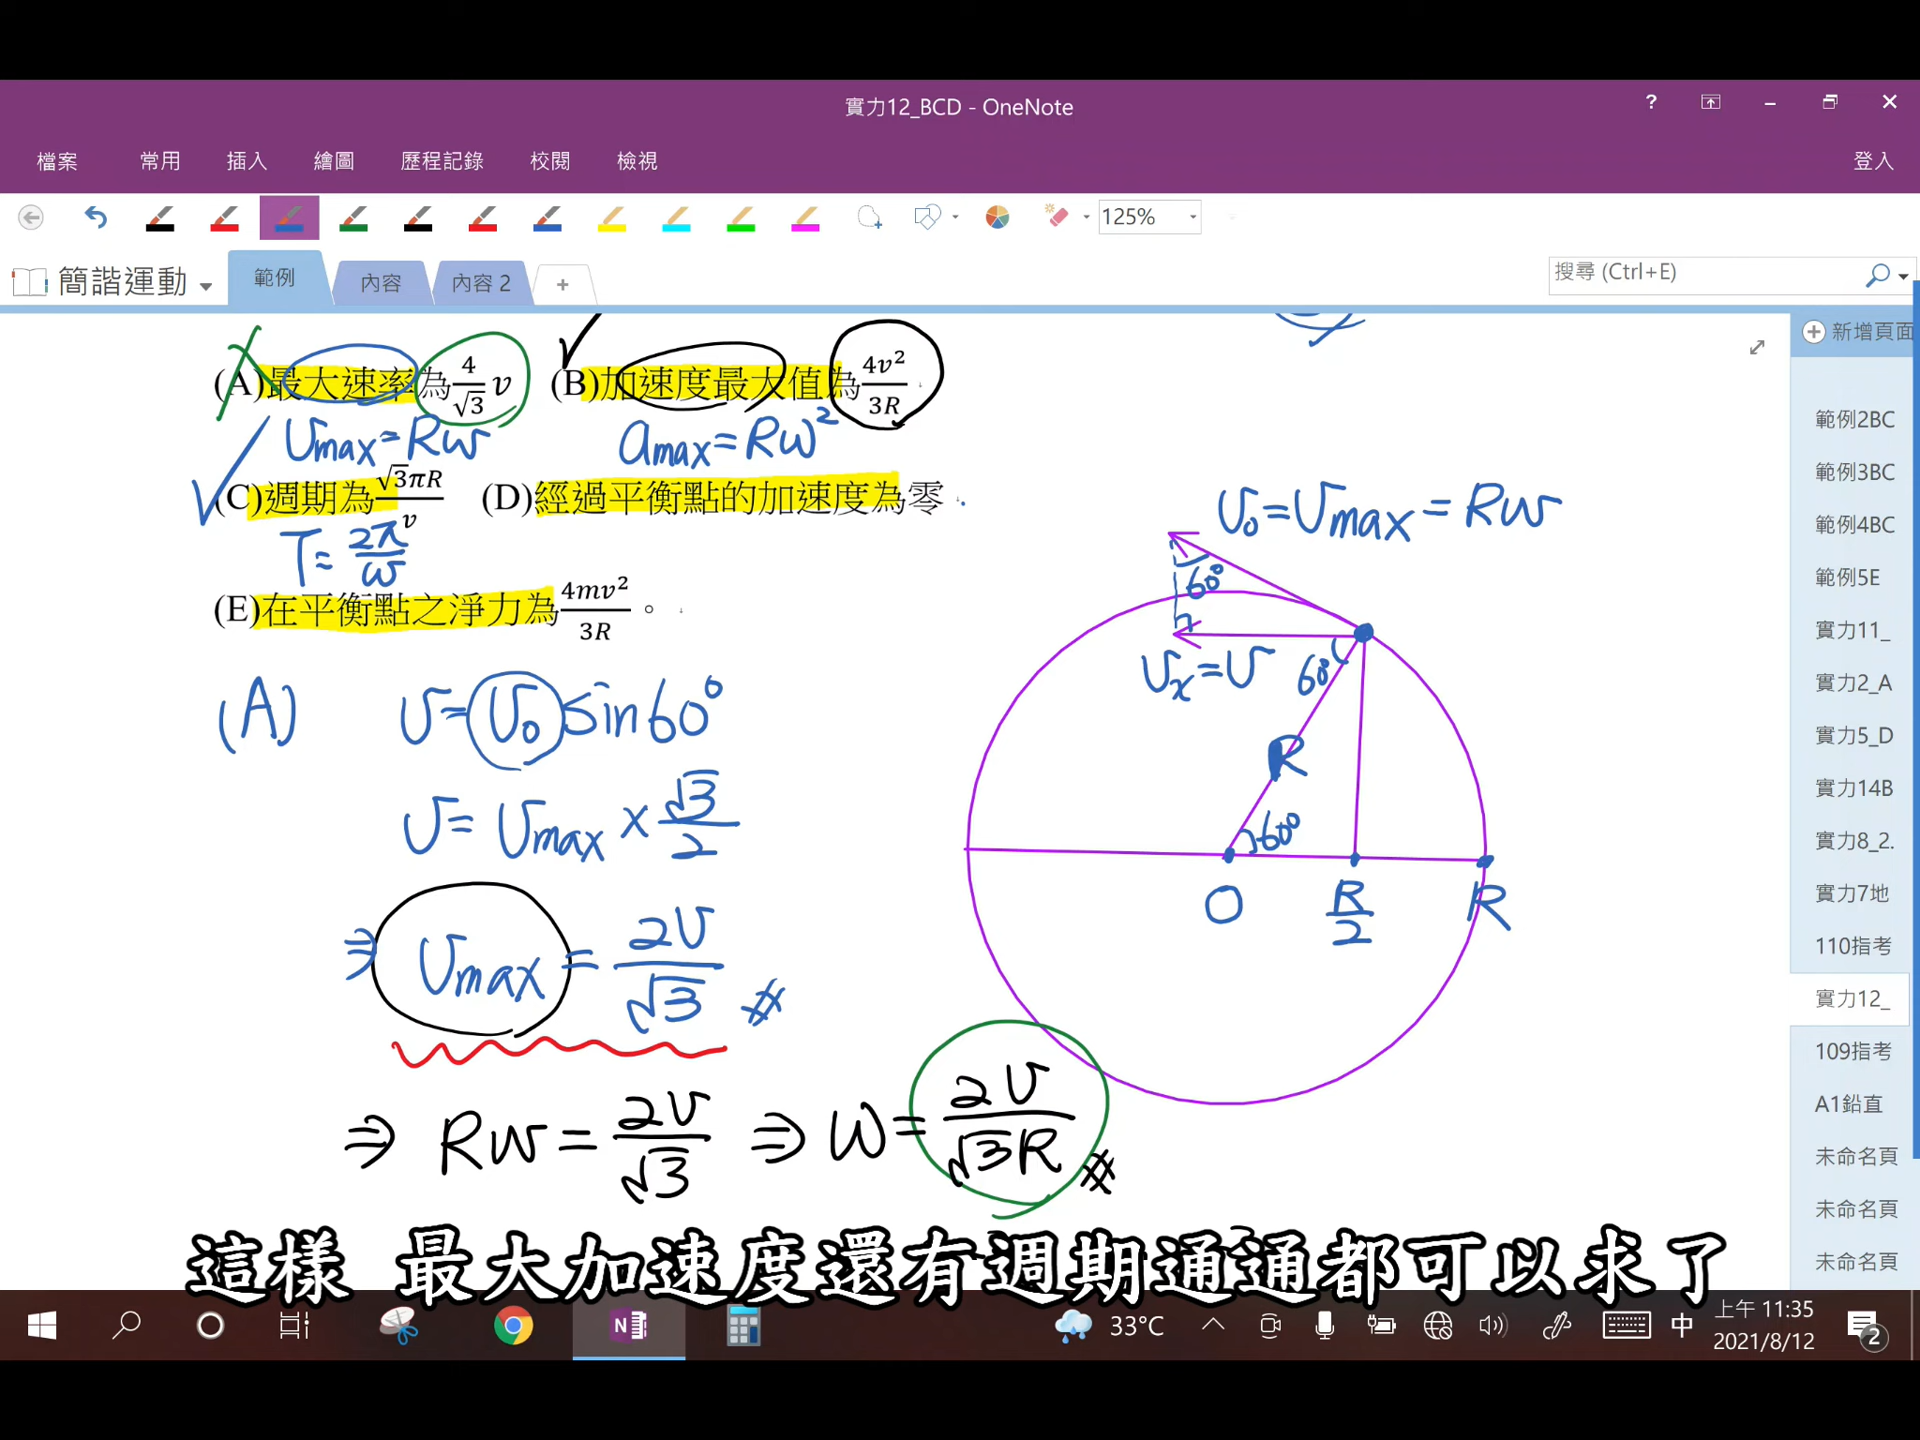 實力12_BCD - OneNote
檔案 常用 插入 繪圖 歷程記錄 校閱 檢視 登入
125%
簡諧運動 範例 內容 內容 2 搜尋 (Ctrl+E)
新增頁面
(A)最大速率為 4/√3 v (B)加速度最大值為 4v²/3R
Vmax=Rw amax=Rw²
(C)週期為 √3πR/v (D)經過平衡點的加速度為零
T=2π/w
(E)在平衡點之淨力為 4mv²/3R 。
V₀=Vmax=Rw
60°
Vx=V 60°
R
60°
O R/2 R
(A) V=V₀sin60°
V=Vmax×√3/2
⇒ Vmax=2V/√3 #
⇒ Rw=2V/√3 ⇒ w=2V/√3R #
範例2BC
範例3BC
範例4BC
範例5E
實力11_
實力2_A
實力5_D
實力14B
實力8_2.
實力7地
110指考
實力12_
109指考
A1鉛直
未命名頁
未命名頁
未命名頁
這樣 最大加速度還有週期通通都可以求了
33°C 中 上午 11:35
2021/8/12 2